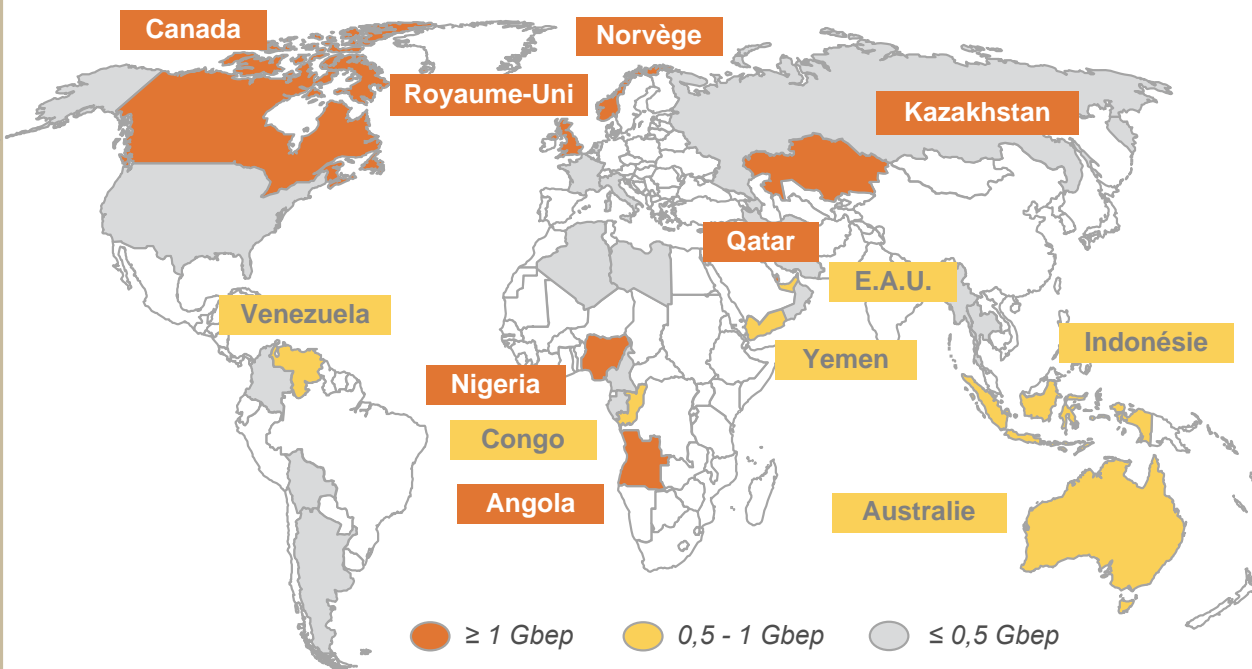 Canada
Norvège
Royaume-Uni
Kazakhstan
Qatar
E.A.U.
Venezuela
Indonésie
Yemen
Nigeria
Congo
Angola
Australie
≥ 1 Gbep
0,5 - 1 Gbep
≤ 0,5 Gbep